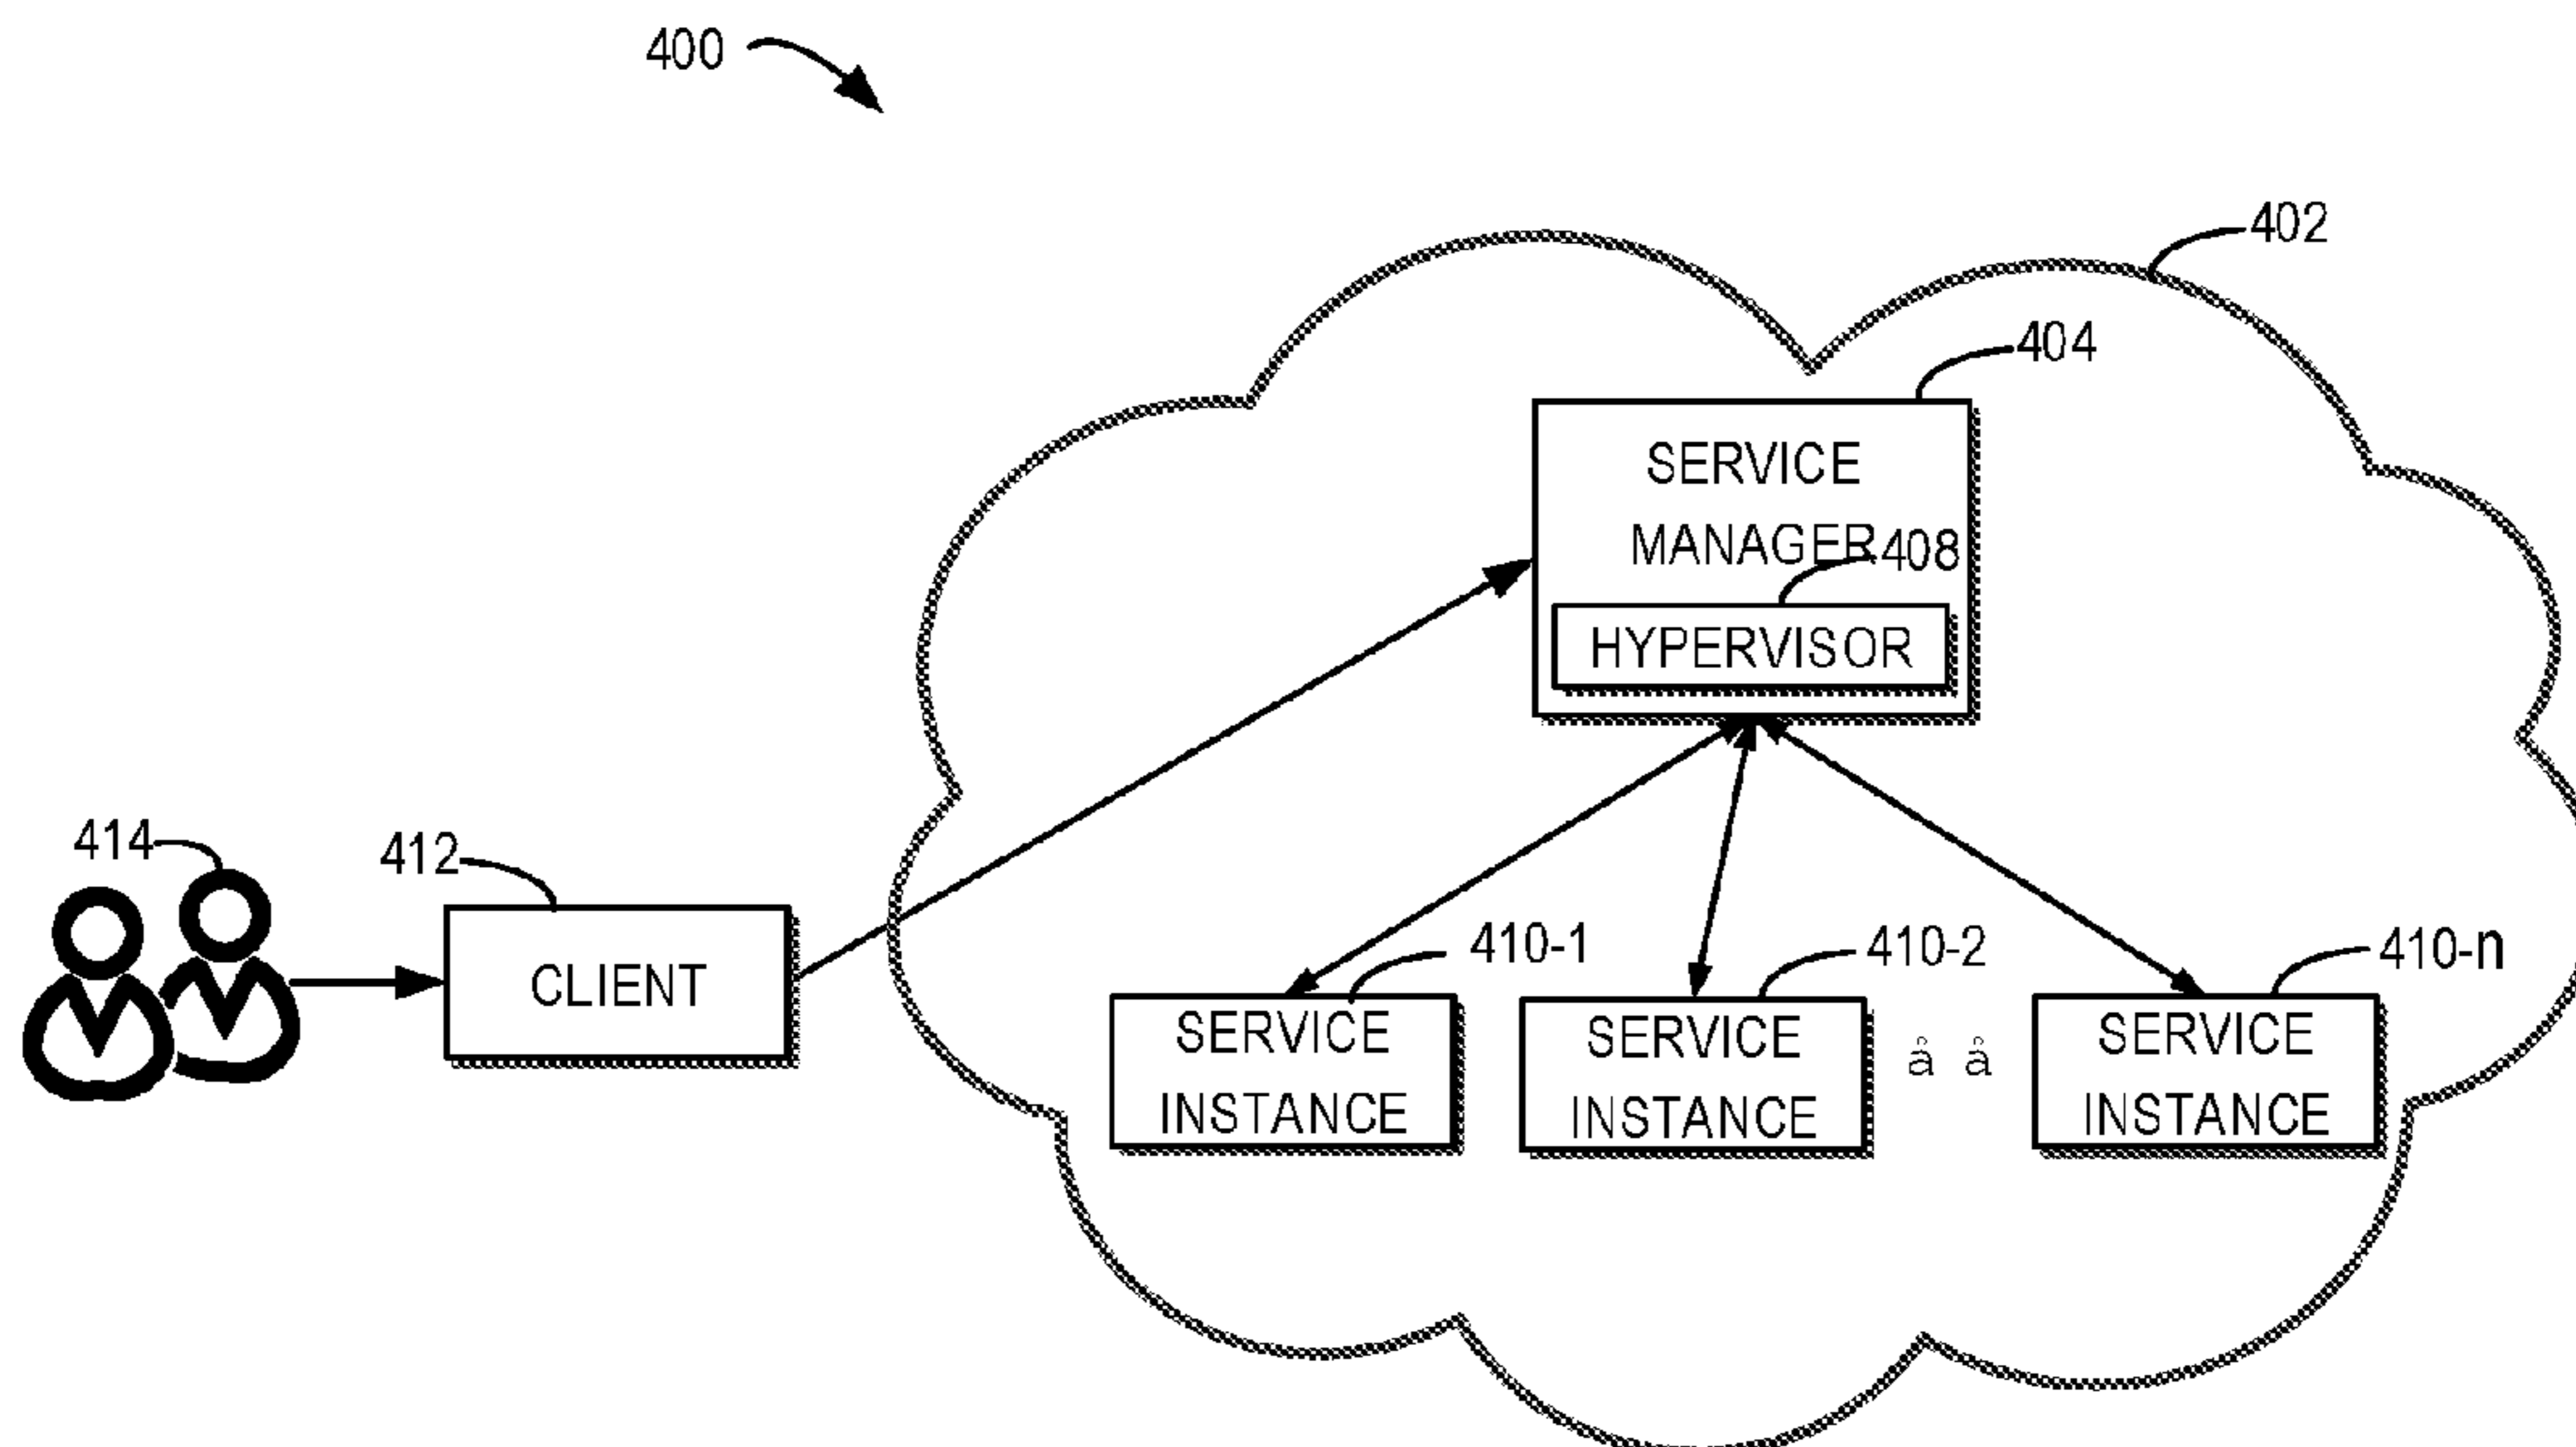 400
402
404
SERVICE
MANAGER
408
HYPERVISOR
414
412
CLIENT
410-1
SERVICE
INSTANCE
410-2
SERVICE
INSTANCE
å å
410-n
SERVICE
INSTANCE